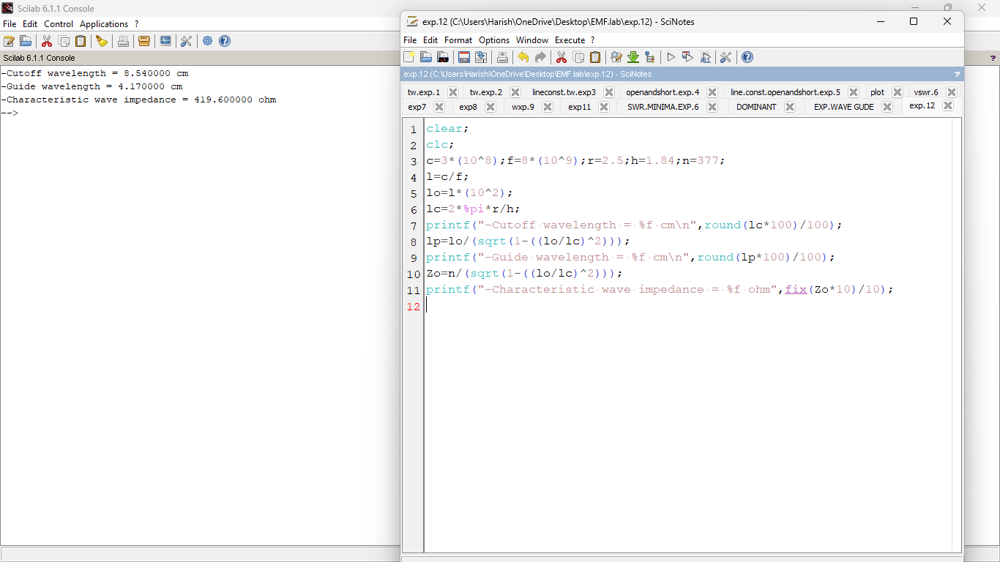 Scilab 6.1.1 Console
File Edit Control Applications ?
Scilab 6.1.1 Console ?
-Cutoff wavelength = 8.540000 cm
-Guide wavelength = 4.170000 cm
-Characteristic wave impedance = 419.600000 ohm
-->
exp.12 (C:\Users\Harish\OneDrive\Desktop\EMF.lab\exp.12) - SciNotes
File Edit Format Options Window Execute ?
exp.12 (C:\Users\Harish\OneDrive\Desktop\EMF.lab\exp.12) - SciNotes ?
tw.exp.1 tw.exp.2 lineconst.tw.exp3 openandshort.exp.4 line.const.openandshort.exp.5 plot vswr.6
exp7 exp8 wxp.9 exp11 SWR.MINIMA.EXP.6 DOMINANT EXP.WAVE GUDE exp.12
1 clear;
2 clc;
3 c=3*(10^8);f=8*(10^9);r=2.5;h=1.84;n=377;
4 l=c/f;
5 lo=l*(10^2);
6 lc=2*%pi*r/h;
7 printf("-Cutoff wavelength = %f cm\n",round(lc*100)/100);
8 lp=lo/(sqrt(1-((lo/lc)^2)));
9 printf("-Guide wavelength = %f cm\n",round(lp*100)/100);
10 Zo=n/(sqrt(1-((lo/lc)^2)));
11 printf("-Characteristic wave impedance = %f ohm",fix(Zo*10)/10);
12